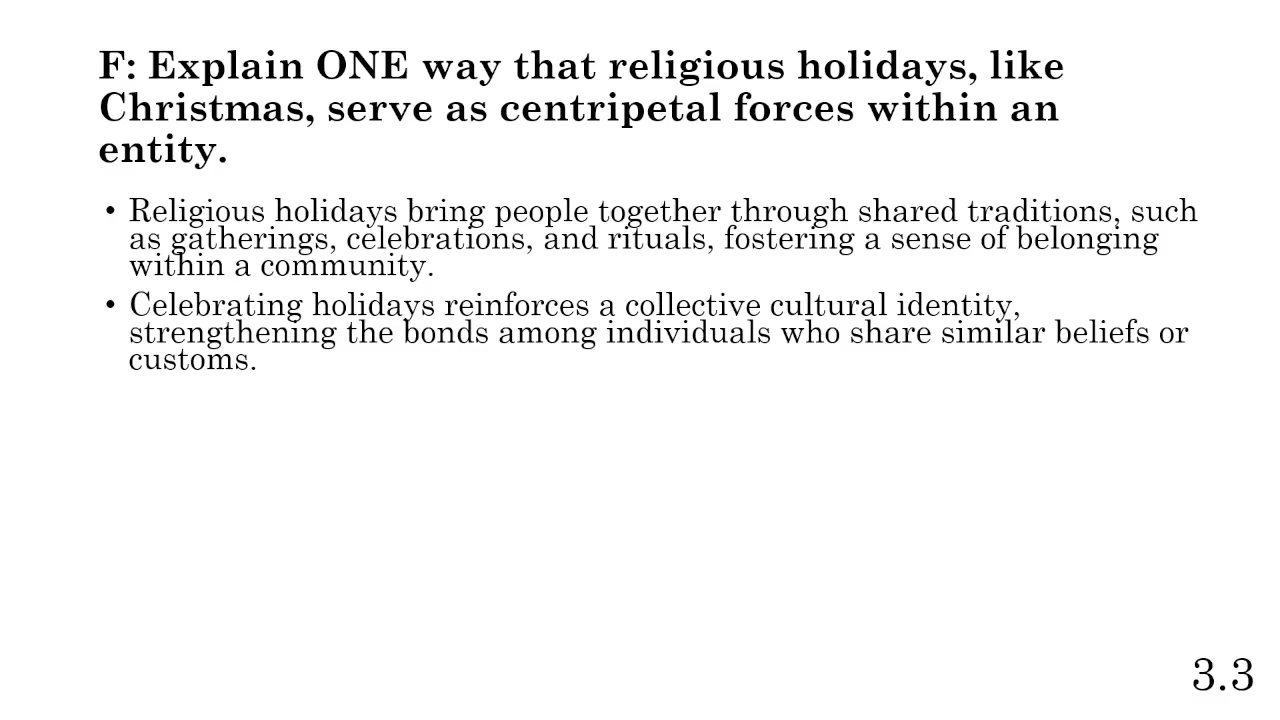 F: Explain ONE way that religious holidays, like
Christmas, serve as centripetal forces within an
entity.
• Religious holidays bring people together through shared traditions, such
as gatherings, celebrations, and rituals, fostering a sense of belonging
within a community.
• Celebrating holidays reinforces a collective cultural identity,
strengthening the bonds among individuals who share similar beliefs or
customs.
3.3